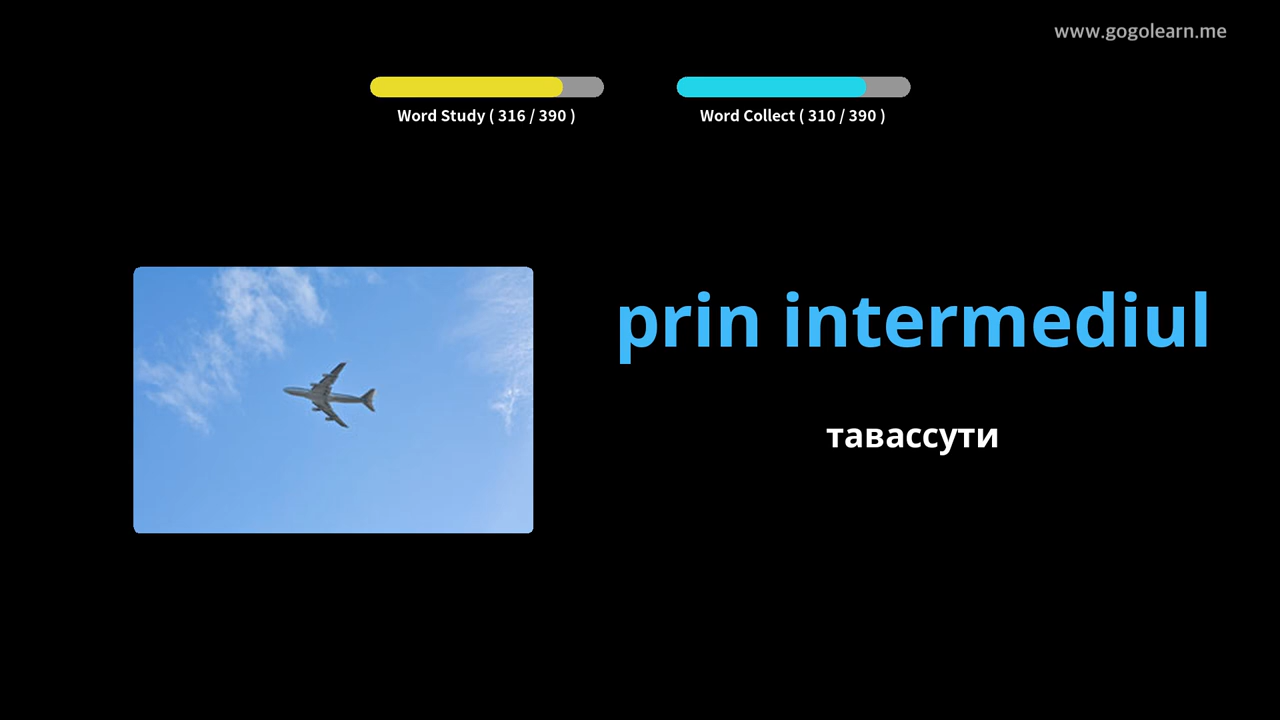 www.gogolearn.me
Word Study ( 316 / 390 )
Word Collect ( 310 / 390 )
prin intermediul
тавассути